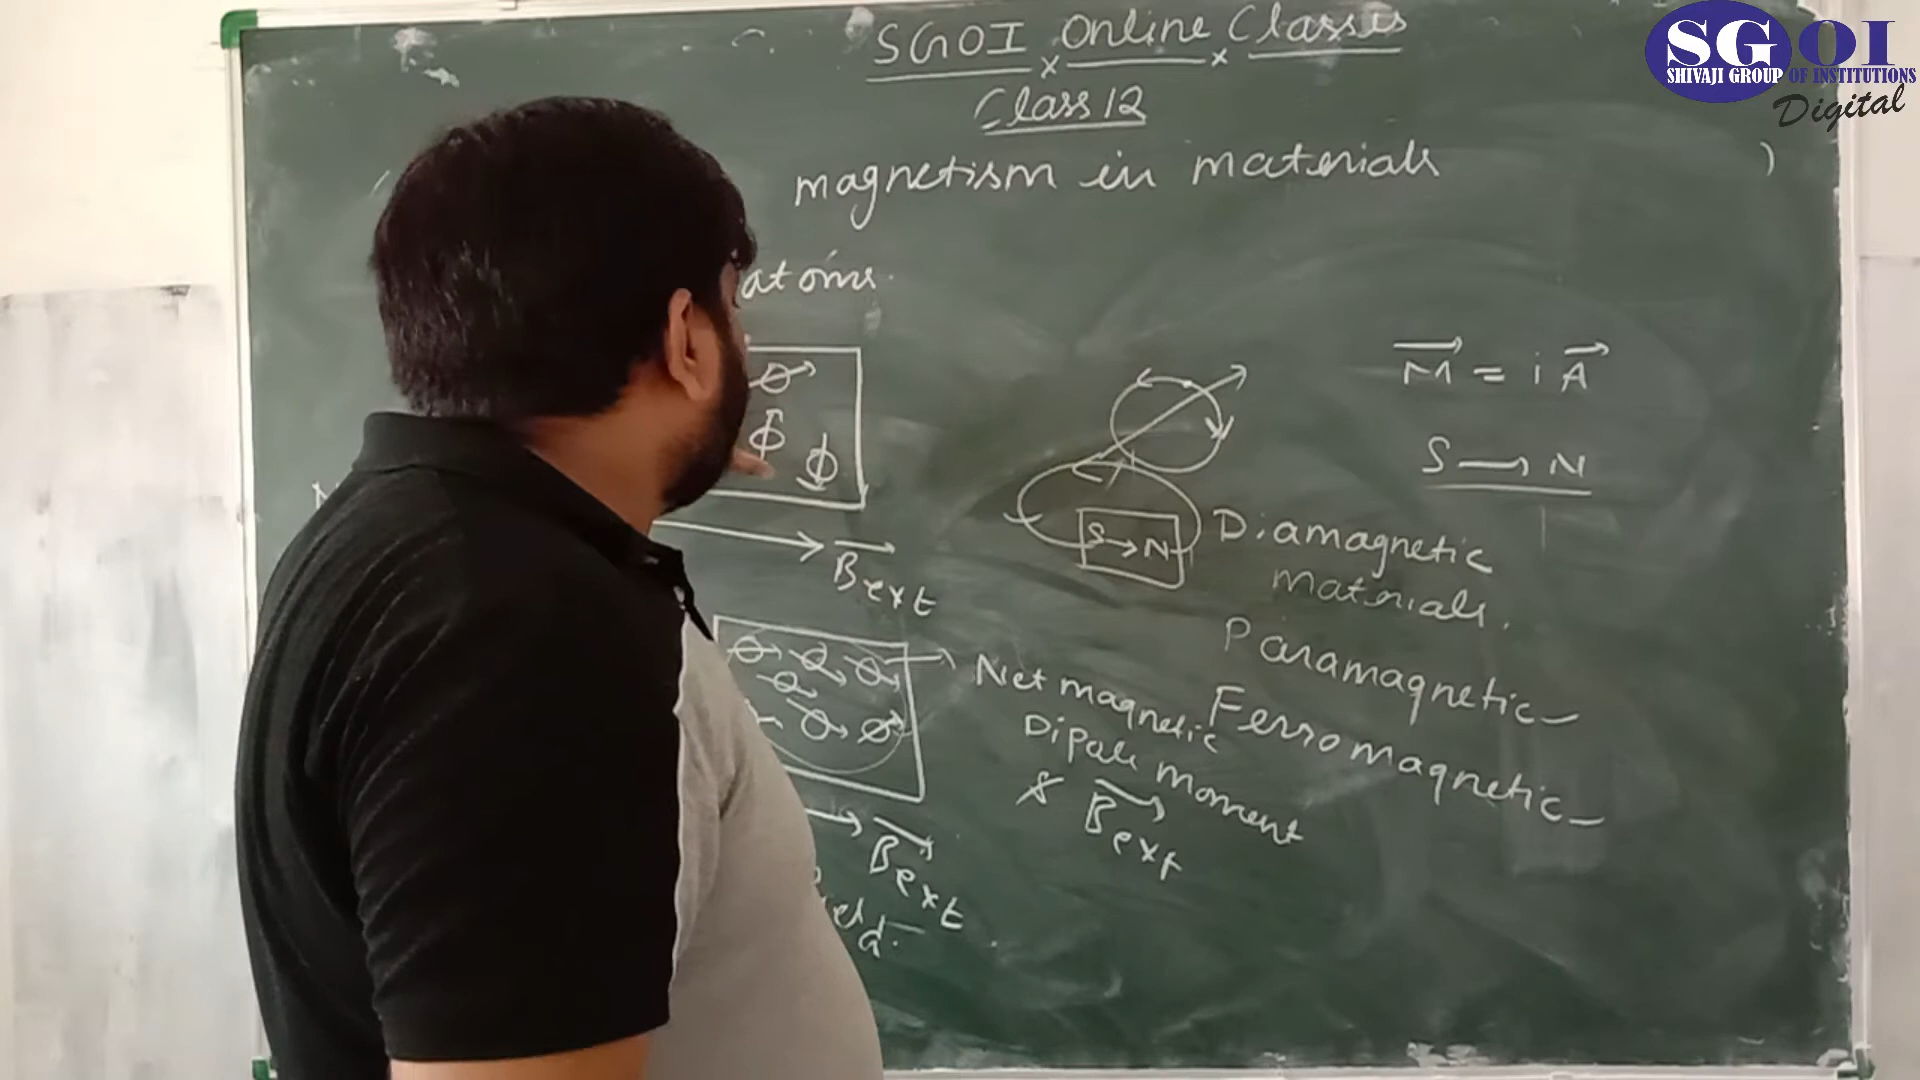 SGOI Online Classes
Class 12
SGOI
SHIVAJI GROUP OF INSTITUTIONS
Digital
magnetism in materials
atoms.
M = i A
S → N
S → N
Bext
Diamagnetic
materials.
Paramagnetic
Ferromagnetic
Net magnetic
Dipole moment
Bext
Bext